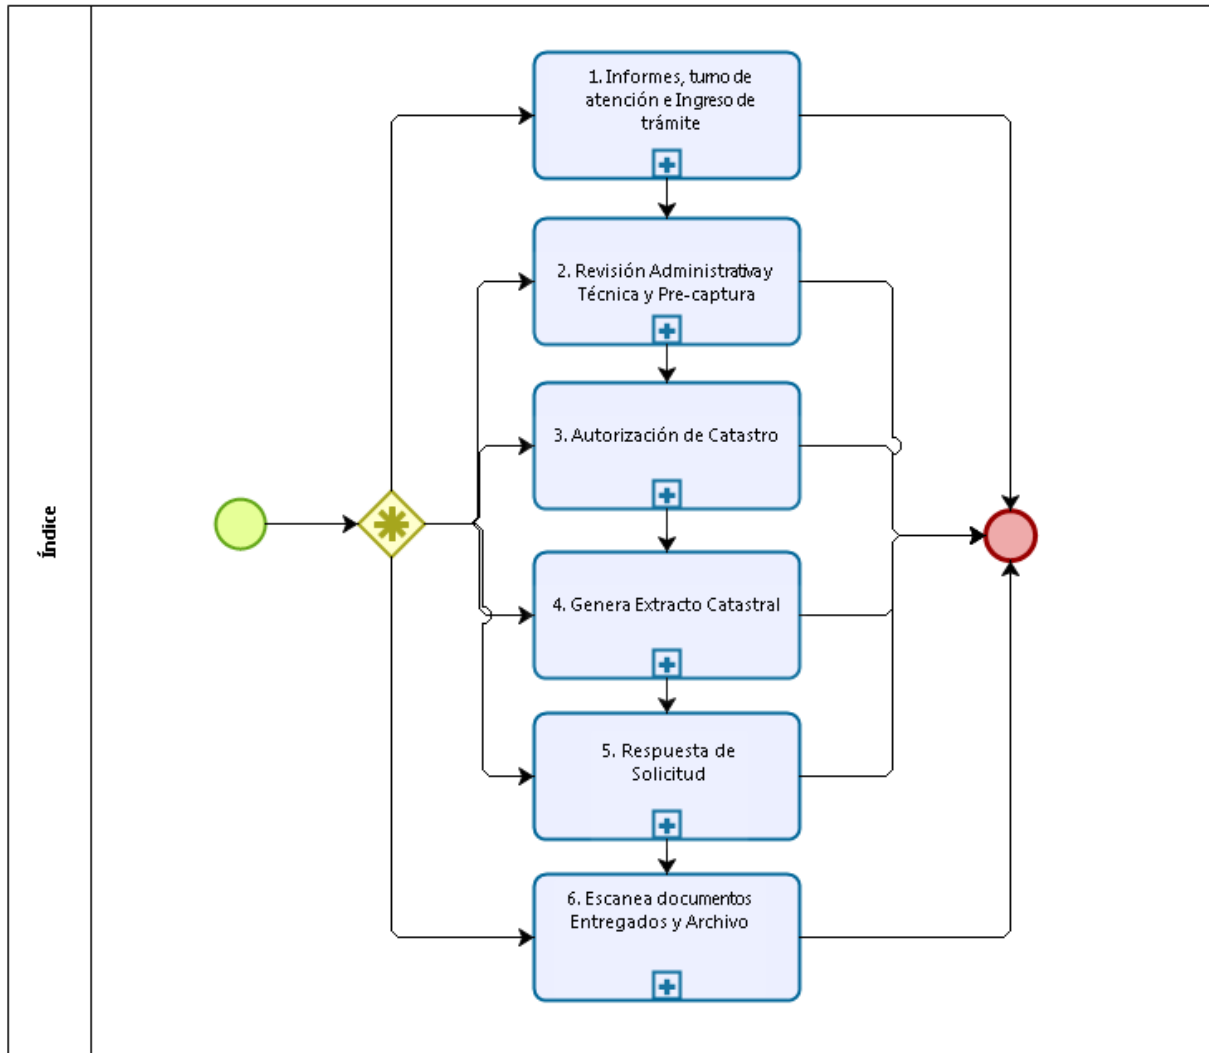 Índice
1. Informes, turno de
atención e Ingreso de
trámite
2. Revisión Administrativa y
Técnica y Pre-captura
3. Autorización de Catastro
4. Genera Extracto Catastral
5. Respuesta de
Solicitud
6. Escanea documentos
Entregados y Archivo